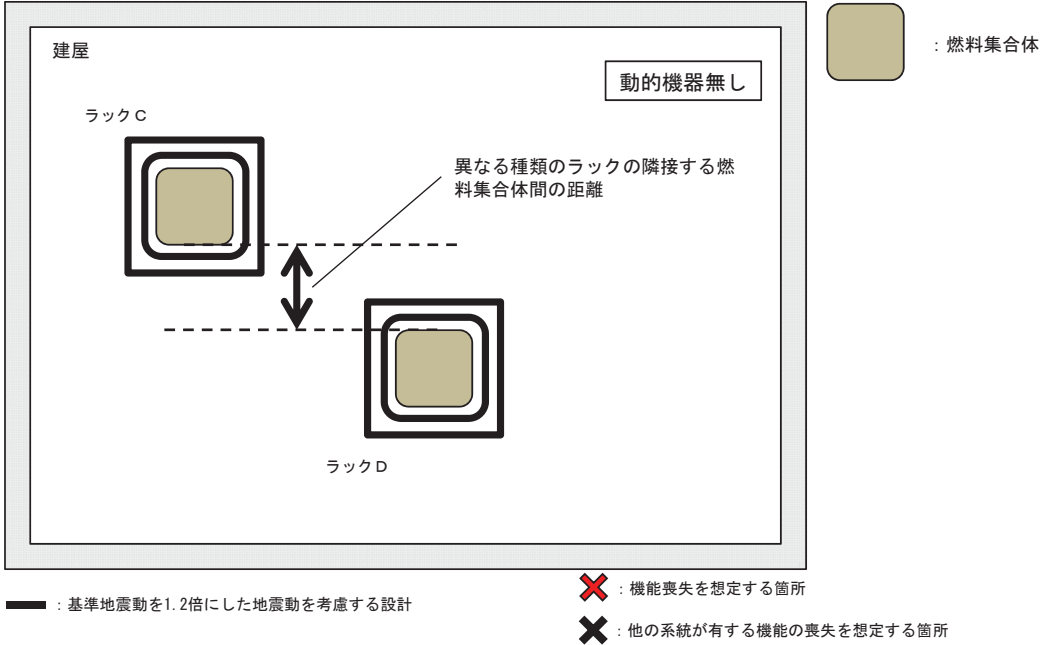 建屋
動的機器無し
：燃料集合体
ラックC
異なる種類のラックの隣接する燃
料集合体間の距離
ラックD
：基準地震動を1.2倍にした地震動を考慮する設計
：機能喪失を想定する箇所
：他の系統が有する機能の喪失を想定する箇所